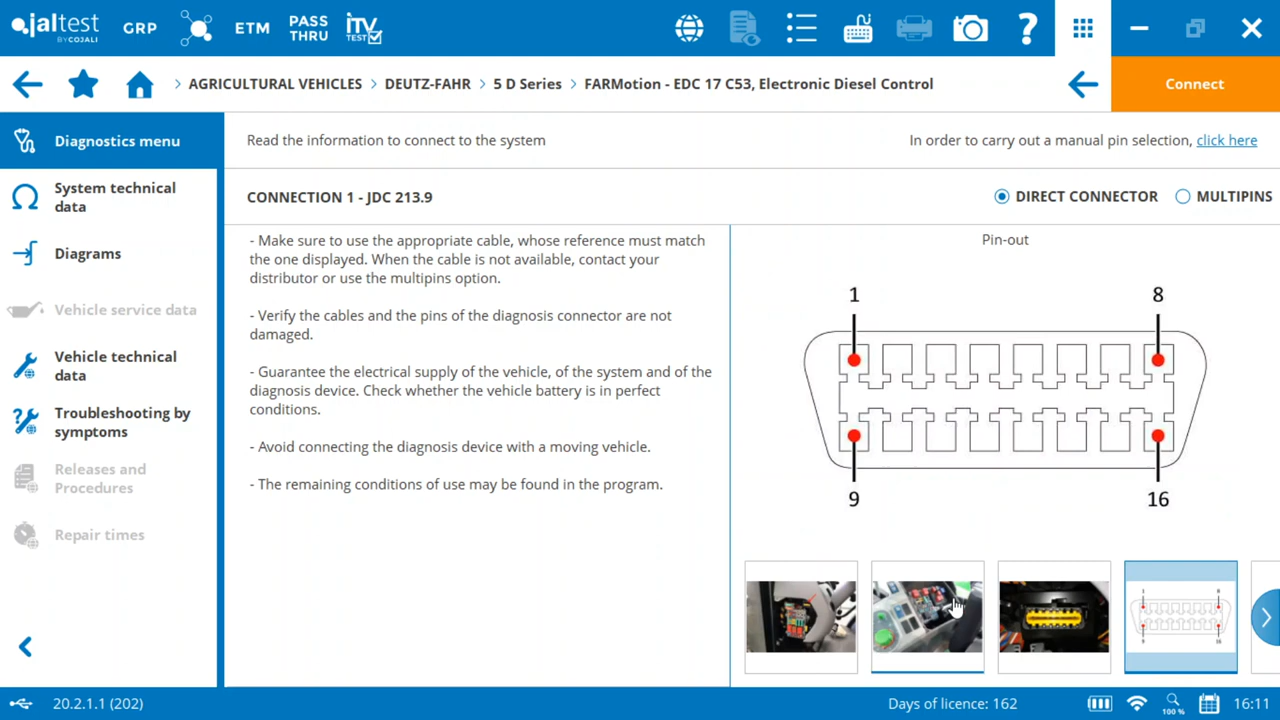 jaltest GRP ETM PASS THRU ITV TEST
BY COJALI
AGRICULTURAL VEHICLES > DEUTZ-FAHR > 5 D Series > FARMotion - EDC 17 C53, Electronic Diesel Control
Connect
Diagnostics menu
System technical
data
Diagrams
Vehicle service data
Vehicle technical
data
Troubleshooting by
symptoms
Releases and
Procedures
Repair times
Read the information to connect to the system
In order to carry out a manual pin selection, click here
CONNECTION 1 - JDC 213.9
DIRECT CONNECTOR
MULTIPINS
- Make sure to use the appropriate cable, whose reference must match
the one displayed. When the cable is not available, contact your
distributor or use the multipins option.
- Verify the cables and the pins of the diagnosis connector are not
damaged.
- Guarantee the electrical supply of the vehicle, of the system and of the
diagnosis device. Check whether the vehicle battery is in perfect
conditions.
- Avoid connecting the diagnosis device with a moving vehicle.
- The remaining conditions of use may be found in the program.
Pin-out
1 8
9 16
20.2.1.1 (202)
Days of licence: 162
100 %
16:11